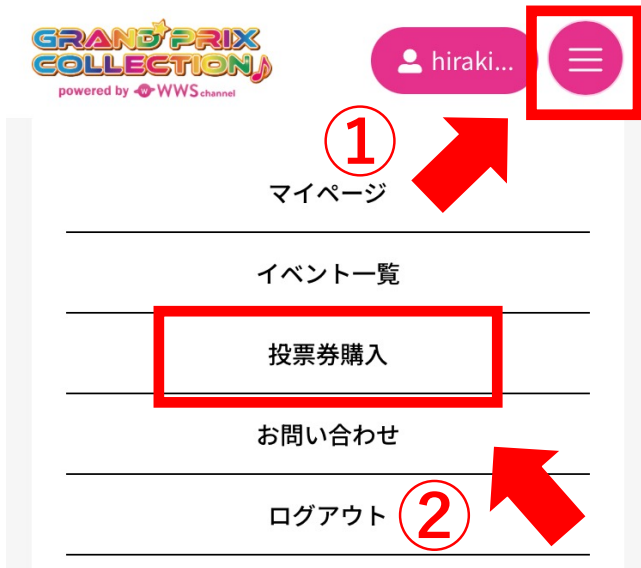 GRAND PRIX
COLLECTION♪
powered by W WWS channel
hiraki...
①
マイページ
イベント一覧
投票券購入
お問い合わせ
ログアウト
②